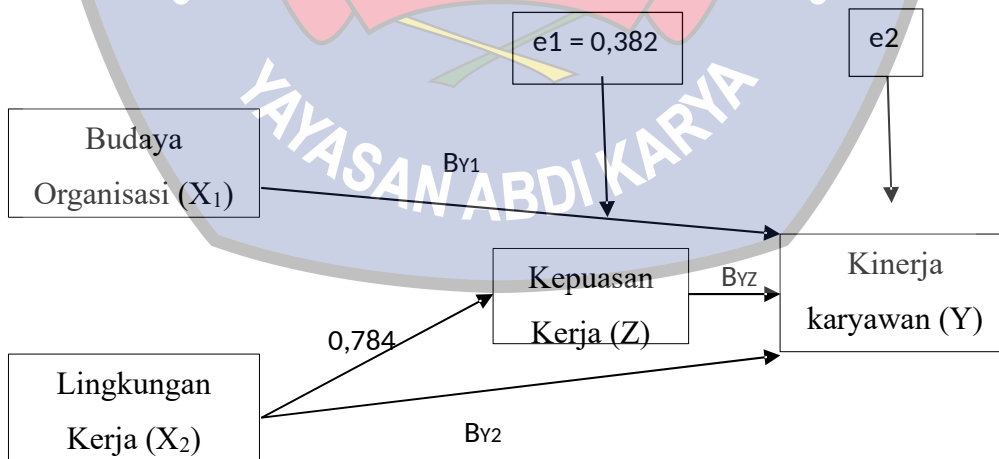 e1 = 0,382
e2
YAYASAN ABDI KARYA
Budaya
Organisasi (X₁)
BY1
Kepuasan
Kerja (Z)
BYZ
Kinerja
karyawan (Y)
0,784
Lingkungan
Kerja (X₂)
BY2